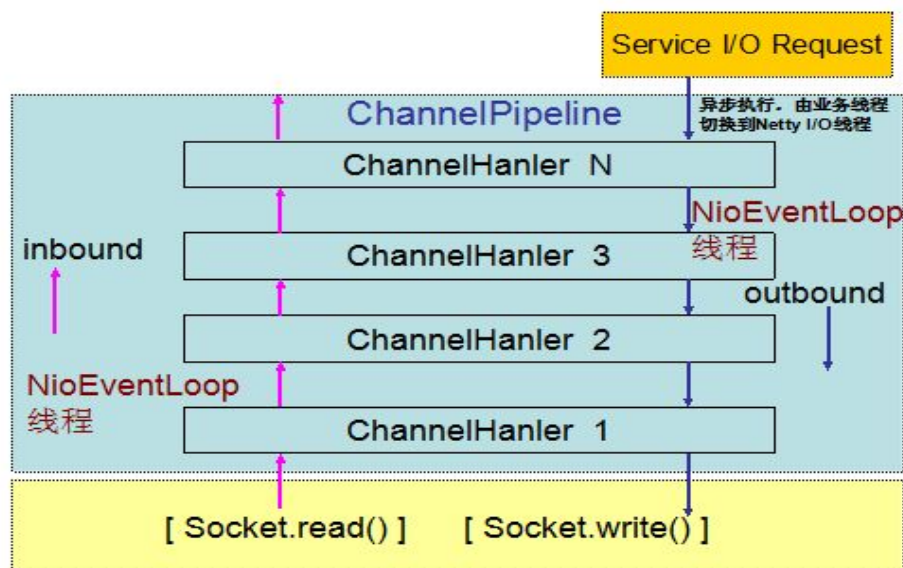 Service I/O Request
异步执行，由业务线程
切换到Netty I/O线程
ChannelPipeline
ChannelHanler N
NioEventLoop
线程
inbound
ChannelHanler 3
outbound
ChannelHanler 2
NioEventLoop
线程
ChannelHanler 1
[ Socket.read() ] [ Socket.write() ]